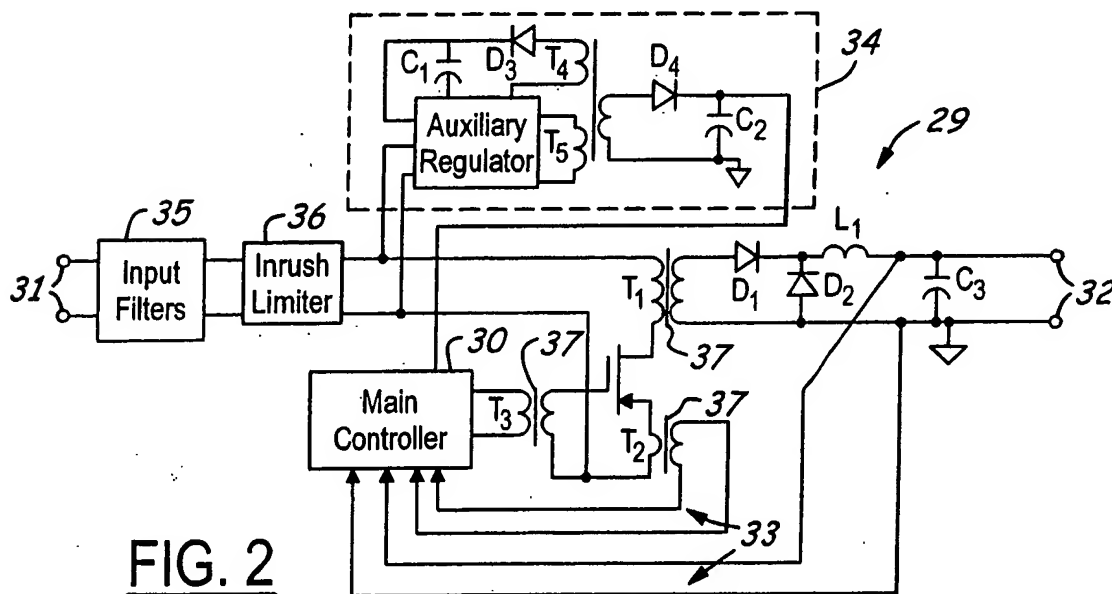 34
C1
D3
T4
D4
Auxiliary
Regulator
T5
C2
29
35
36
31
Input
Filters
Inrush
Limiter
L1
T1
D1
D2
C3
32
37
30
37
37
Main
Controller
T3
T2
33
FIG. 2